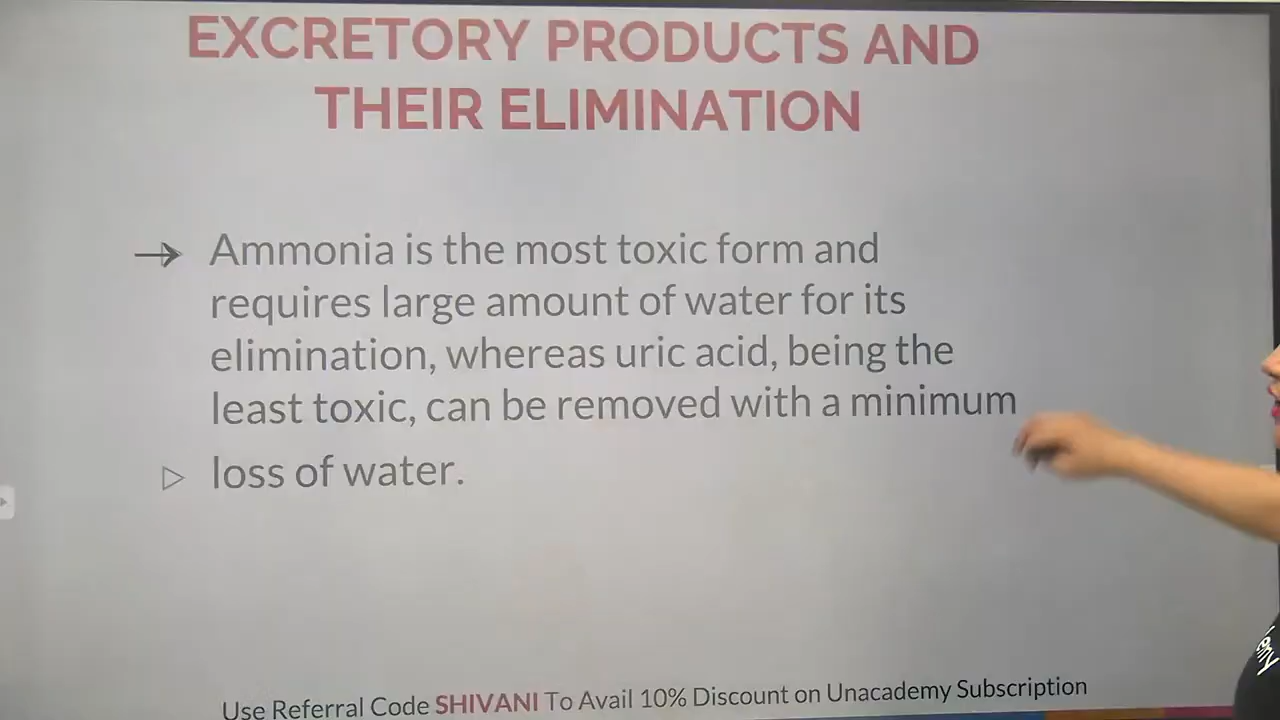 EXCRETORY PRODUCTS AND
THEIR ELIMINATION
→ Ammonia is the most toxic form and
requires large amount of water for its
elimination, whereas uric acid, being the
least toxic, can be removed with a minimum
▷ loss of water.
Use Referral Code SHIVANI To Avail 10% Discount on Unacademy Subscription